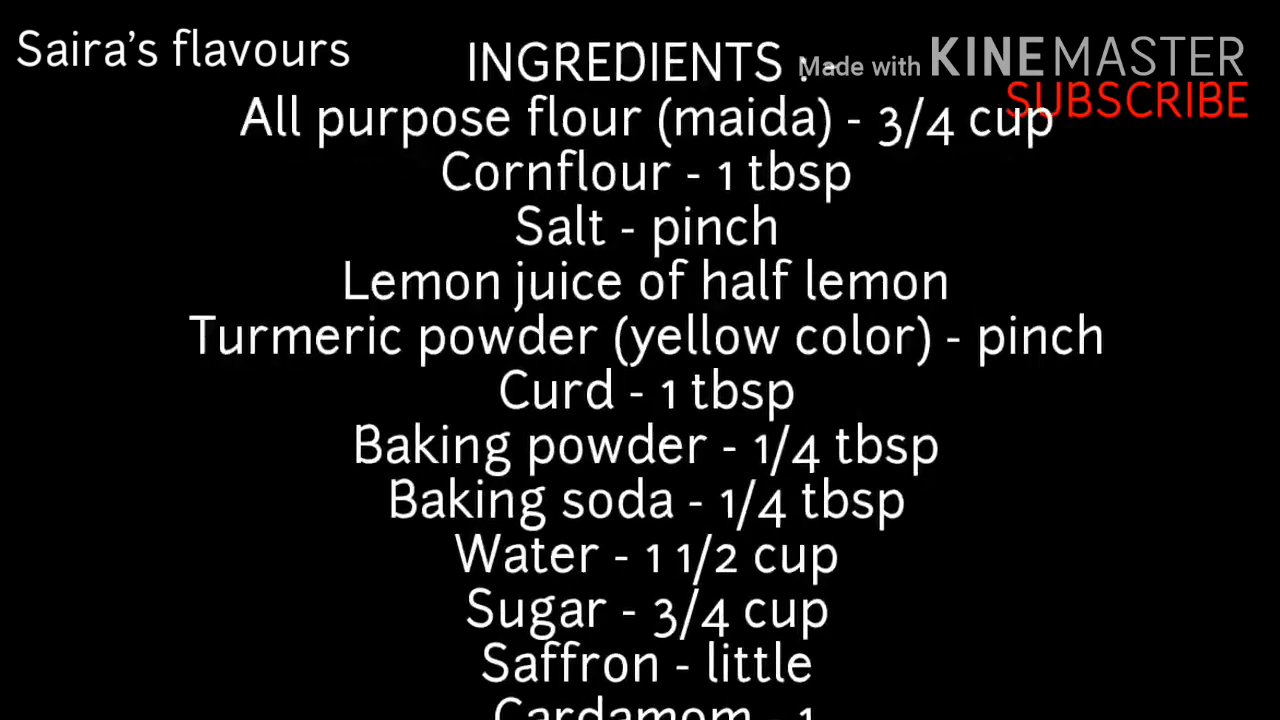 Saira's flavours
INGREDIENTS : -
Made with KINEMASTER
SUBSCRIBE
All purpose flour (maida) - 3/4 cup
Cornflour - 1 tbsp
Salt - pinch
Lemon juice of half lemon
Turmeric powder (yellow color) - pinch
Curd - 1 tbsp
Baking powder - 1/4 tbsp
Baking soda - 1/4 tbsp
Water - 1 1/2 cup
Sugar - 3/4 cup
Saffron - little
Cardamom - 1